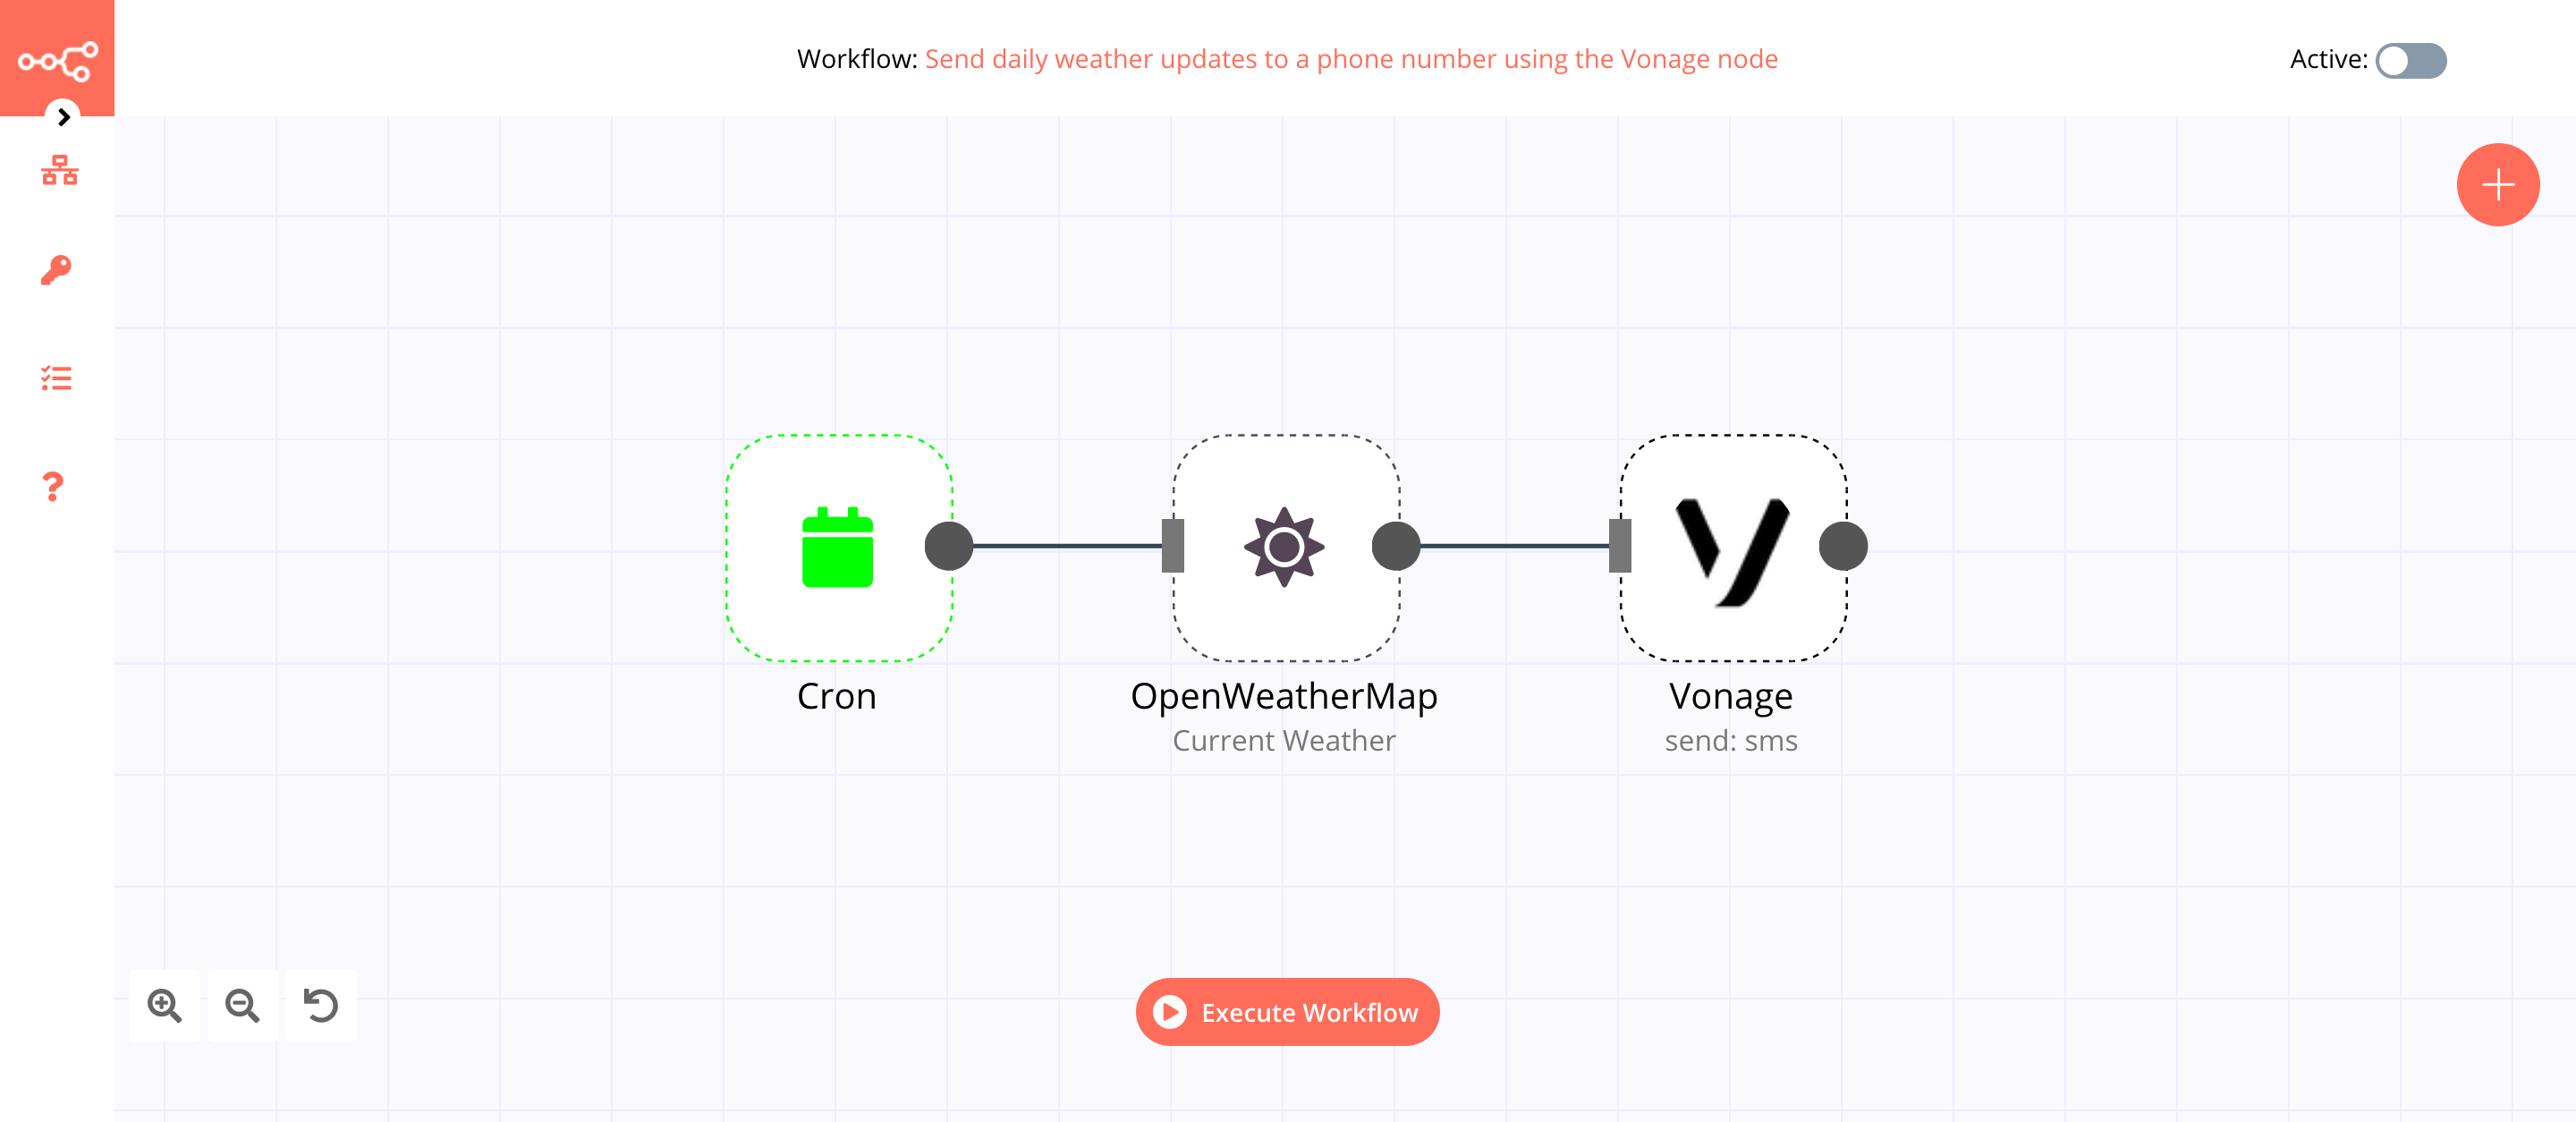 Workflow: Send daily weather updates to a phone number using the Vonage node
Active:
Cron
OpenWeatherMap
Current Weather
Vonage
send: sms
Execute Workflow